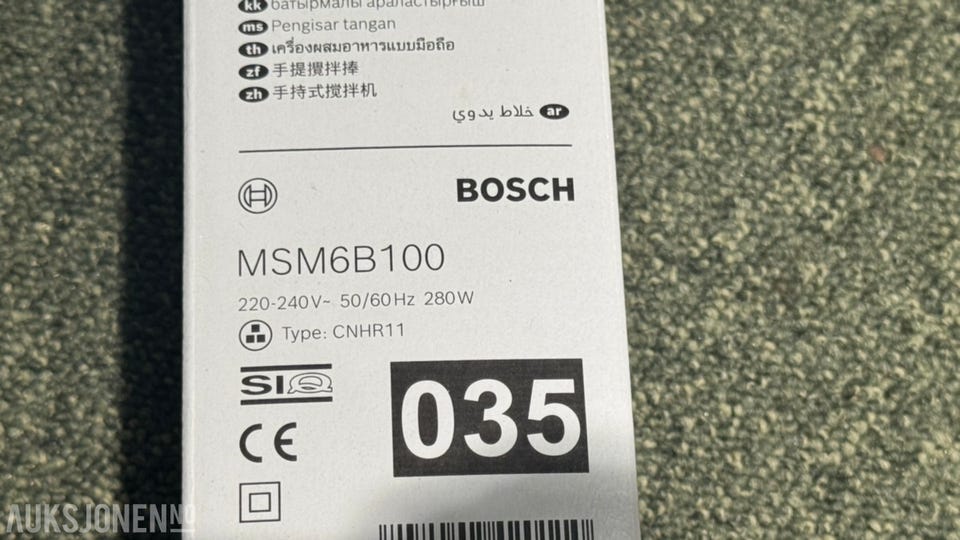 kk батырмалы араластырғыш
ms Pengisar tangan
th เครื่องผสมอาหารแบบมือถือ
zf 手提攪拌捧
zh 手持式搅拌机
خلاط يدوي ar
BOSCH
MSM6B100
220-240V~ 50/60Hz 280W
Type: CNHR11
SIQ
035
CE
AUKSJONEN.NO